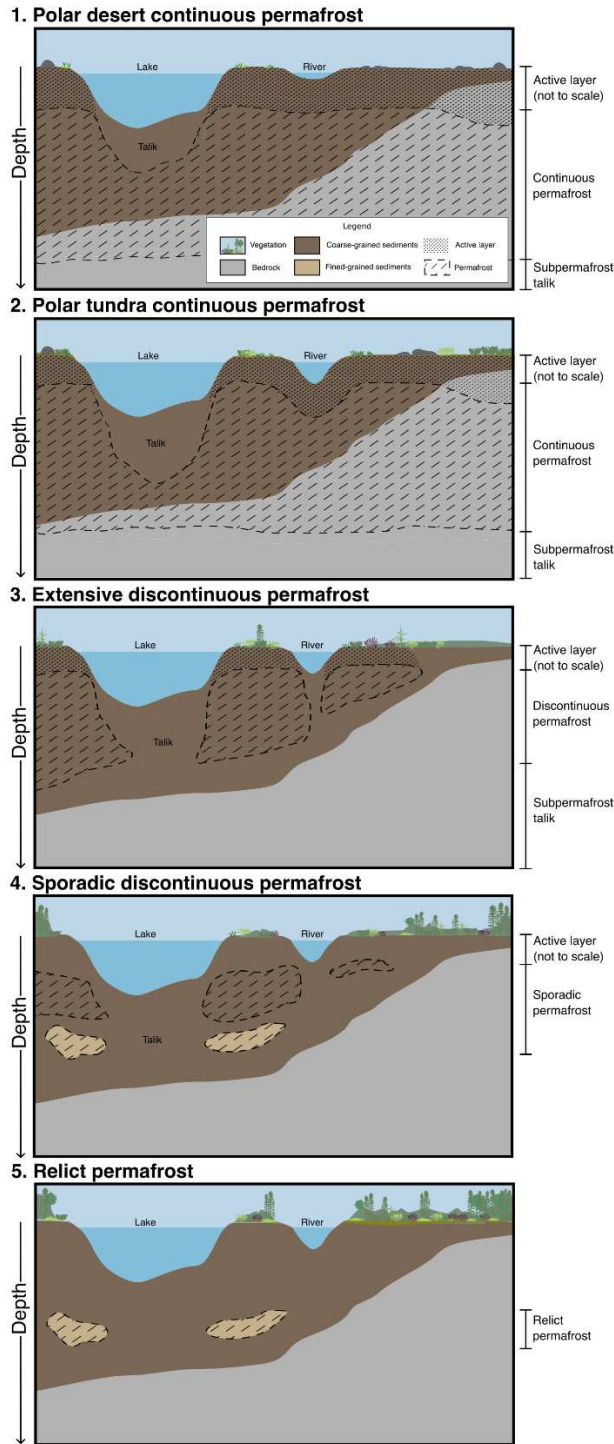 1. Polar desert continuous permafrost
Lake
River
Talik
Depth
Active layer
(not to scale)
Continuous
permafrost
Subpermafrost
talik
Legend
Vegetation
Coarse-grained sediments
Active layer
Bedrock
Fined-grained sediments
Permafrost
2. Polar tundra continuous permafrost
Lake
River
Talik
Depth
Active layer
(not to scale)
Continuous
permafrost
Subpermafrost
talik
3. Extensive discontinuous permafrost
Lake
River
Talik
Depth
Active layer
(not to scale)
Discontinuous
permafrost
Subpermafrost
talik
4. Sporadic discontinuous permafrost
Lake
River
Talik
Depth
Active layer
(not to scale)
Sporadic
permafrost
5. Relict permafrost
Lake
River
Depth
Relict
permafrost